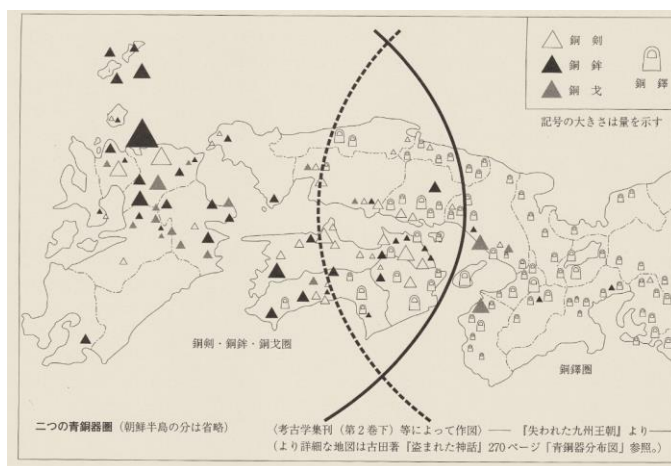 銅剣
銅鉾
銅戈
銅鐸
記号の大きさは量を示す
銅剣・銅鉾・銅戈圏
銅鐸圏
二つの青銅器圏(朝鮮半島の分は省略)
(考古学集刊(第2巻下)等によって作図)── 『失われた九州王朝』より──
(より詳細な地図は古田著『盗まれた神話』270ページ「青銅器分布図」参照。)